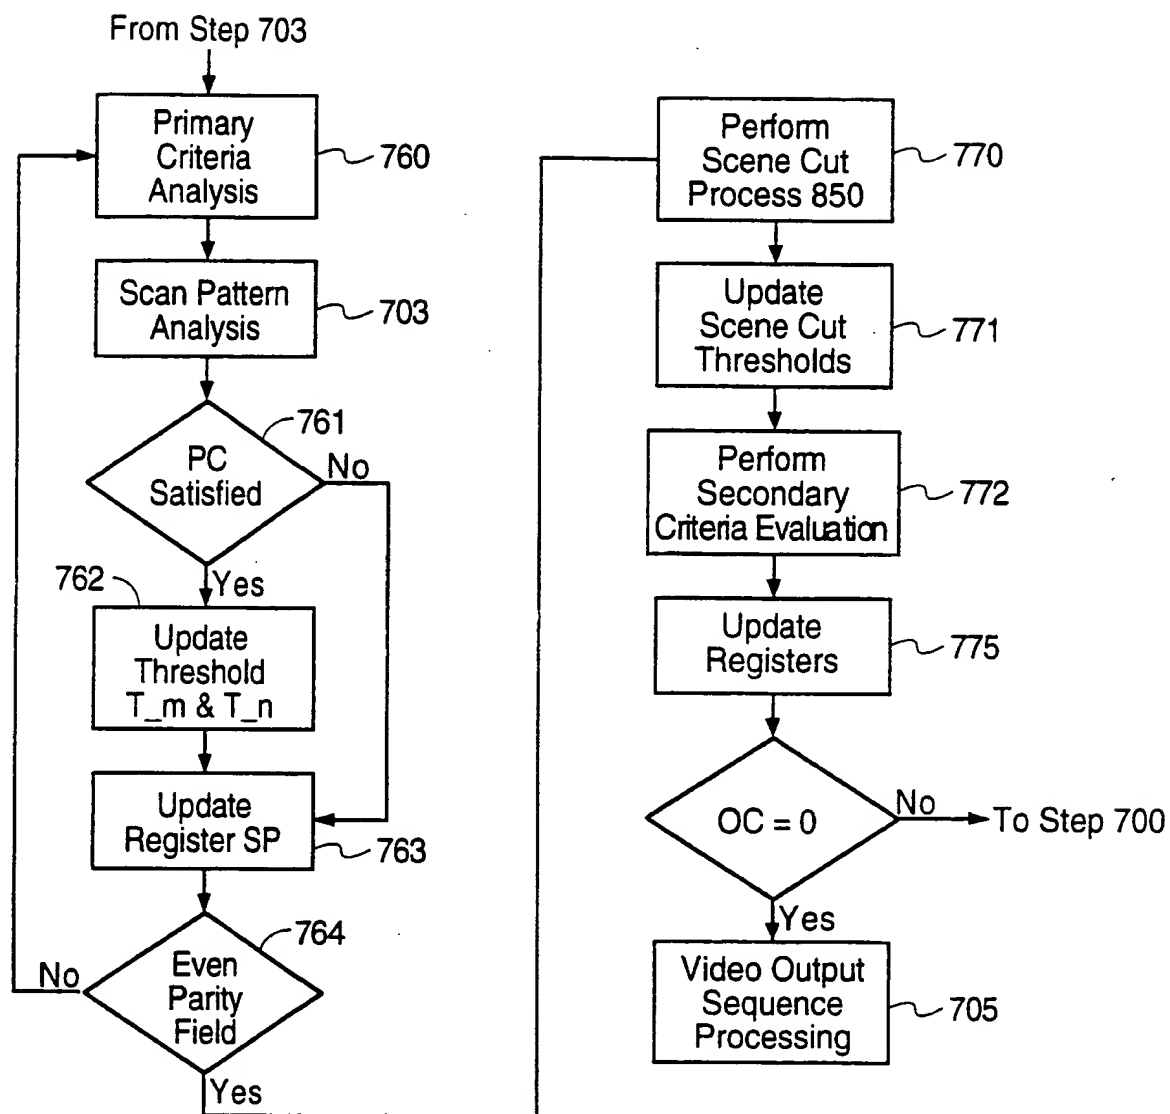 From Step 703
Primary
Criteria
Analysis
760
Scan Pattern
Analysis
703
761
PC
Satisfied
No
Yes
762
Update
Threshold
T_m & T_n
Update
Register SP
763
764
Even
Parity
Field
No
Yes
Perform
Scene Cut
Process 850
770
Update
Scene Cut
Thresholds
771
Perform
Secondary
Criteria Evaluation
772
Update
Registers
775
OC = 0
No
To Step 700
Yes
Video Output
Sequence
Processing
705